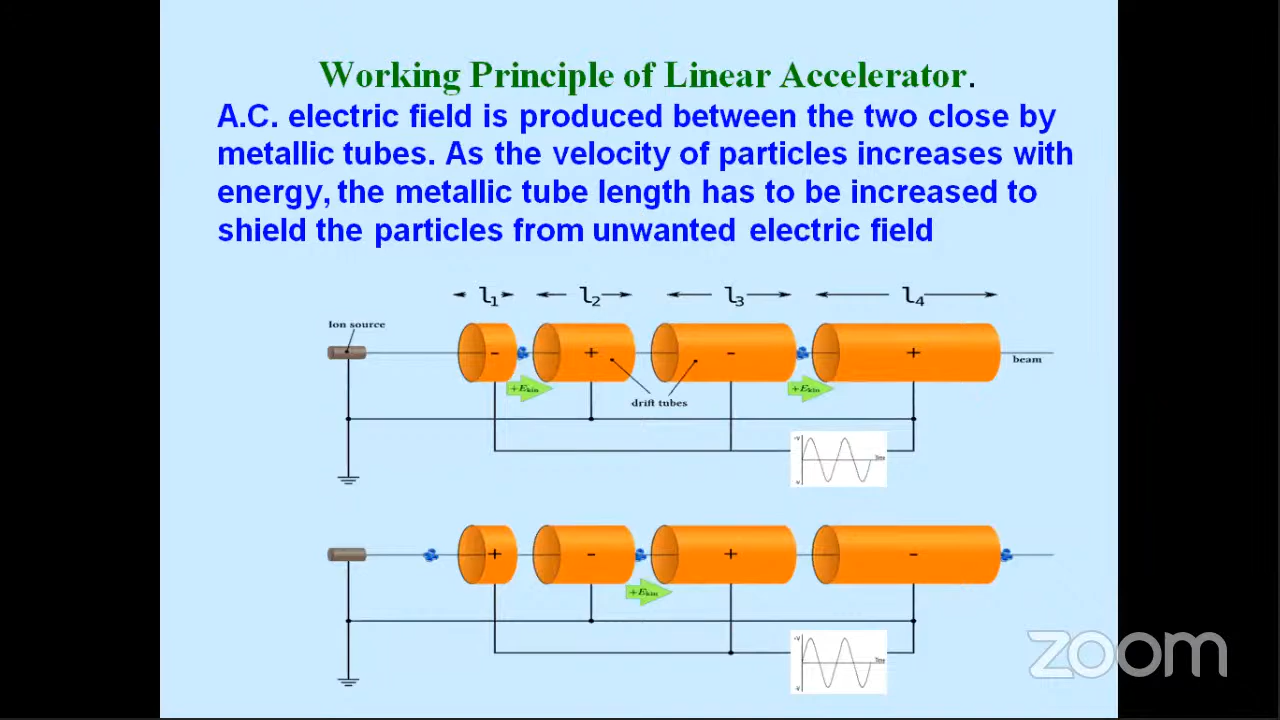 Working Principle of Linear Accelerator.
A.C. electric field is produced between the two close by
metallic tubes. As the velocity of particles increases with
energy, the metallic tube length has to be increased to
shield the particles from unwanted electric field
l₁ l₂ l₃ l₄
Ion source
- + - +
beam
+Ekin +Ekin
drift tubes
+V
Time
-V
+ - + -
+Ekin
+V
Time
-V
zoom